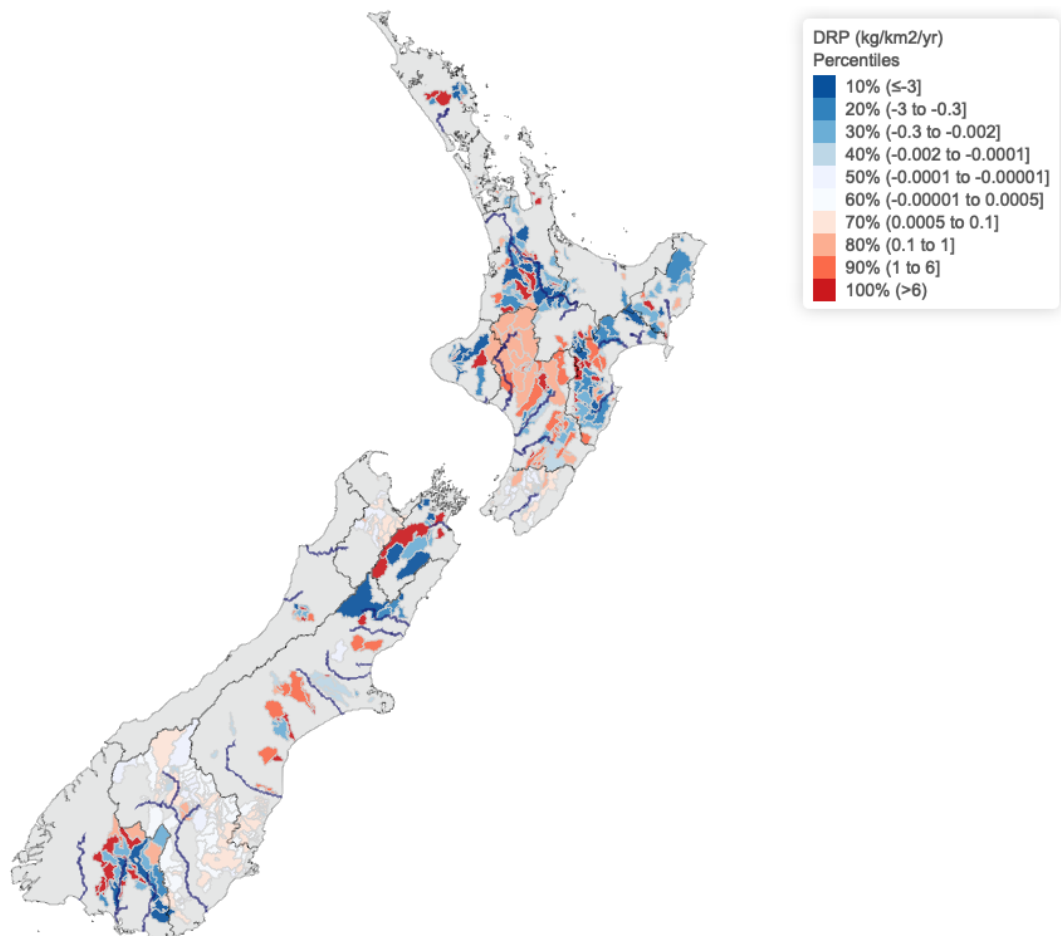 DRP (kg/km2/yr)
Percentiles
10% (≤-3]
20% (-3 to -0.3]
30% (-0.3 to -0.002]
40% (-0.002 to -0.0001]
50% (-0.0001 to -0.00001]
60% (-0.00001 to 0.0005]
70% (0.0005 to 0.1]
80% (0.1 to 1]
90% (1 to 6]
100% (>6)